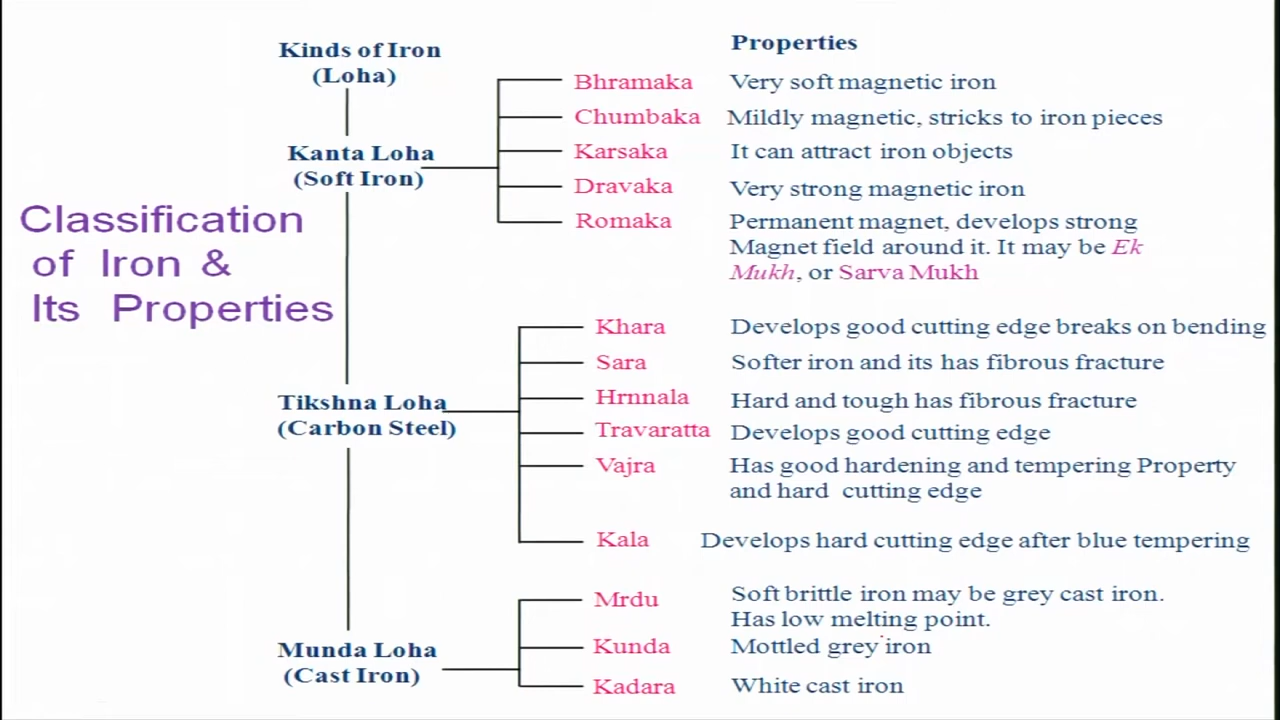 Classification
of Iron &
Its Properties
Kinds of Iron
(Loha)
Properties
Kanta Loha
(Soft Iron)
Bhramaka Very soft magnetic iron
Chumbaka Mildly magnetic, stricks to iron pieces
Karsaka It can attract iron objects
Dravaka Very strong magnetic iron
Romaka Permanent magnet, develops strong
Magnet field around it. It may be Ek
Mukh, or Sarva Mukh
Tikshna Loha
(Carbon Steel)
Khara Develops good cutting edge breaks on bending
Sara Softer iron and its has fibrous fracture
Hrnnala Hard and tough has fibrous fracture
Travaratta Develops good cutting edge
Vajra Has good hardening and tempering Property
and hard cutting edge
Kala Develops hard cutting edge after blue tempering
Munda Loha
(Cast Iron)
Mrdu Soft brittle iron may be grey cast iron.
Has low melting point.
Kunda Mottled grey iron
Kadara White cast iron